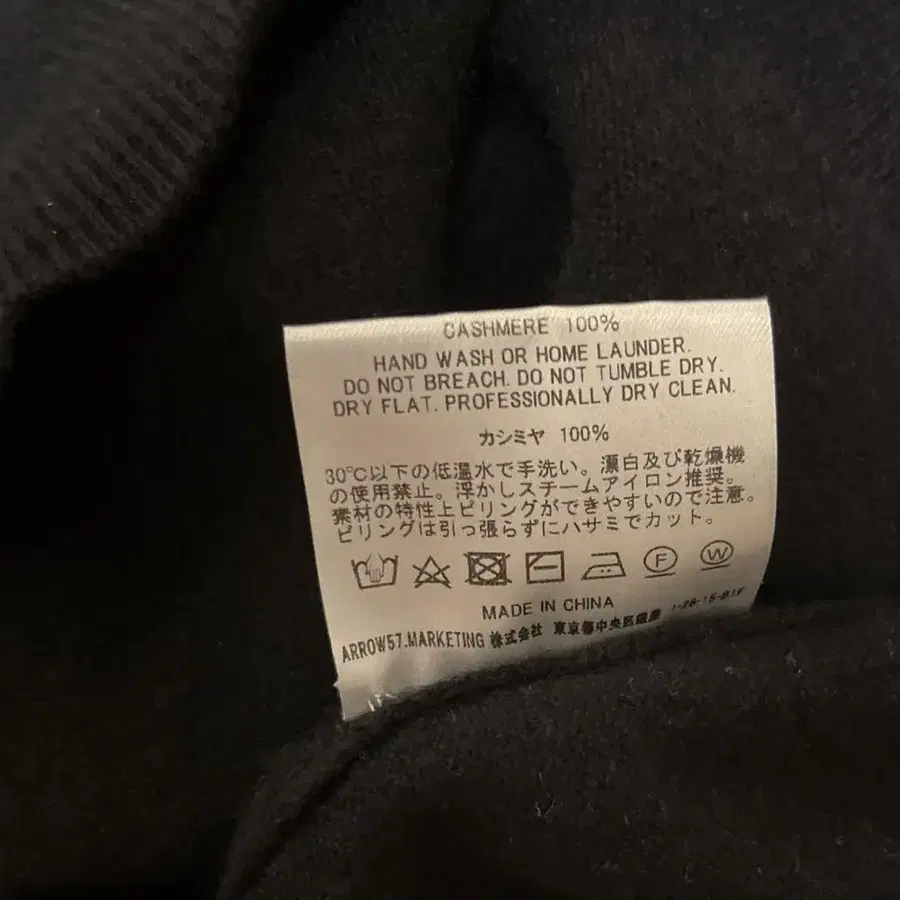 CASHMERE 100%
HAND WASH OR HOME LAUNDER.
DO NOT BREACH. DO NOT TUMBLE DRY.
DRY FLAT. PROFESSIONALLY DRY CLEAN.
カシミヤ 100%
30℃以下の低温水で手洗い。漂白及び乾燥機
の使用禁止。浮かしスチームアイロン推奨。
素材の特性上ピリングができやすいので注意。
ピリングは引っ張らずにハサミでカット。
F W
MADE IN CHINA
ARROW57.MARKETING 株式会社 東京都中央区銀座 1-26-15-B1F